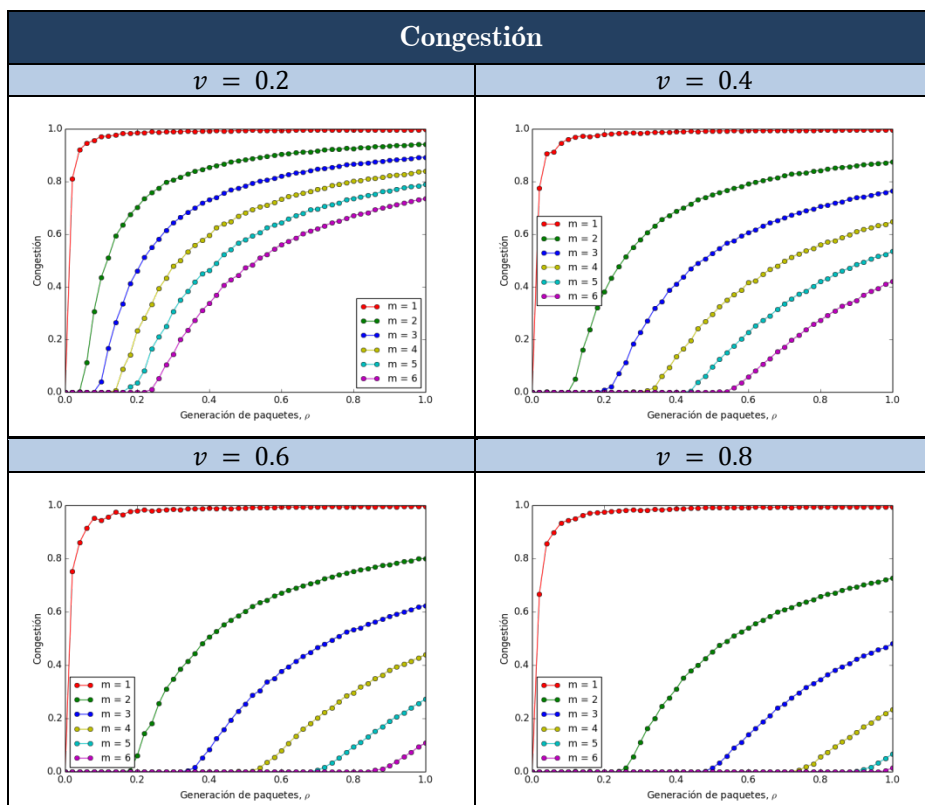 Congestión
v = 0.2
v = 0.4
1.0
0.8
0.6
0.4
0.2
0.0
Congestión
0.0 0.2 0.4 0.6 0.8 1.0
Generación de paquetes, ρ
m = 1
m = 2
m = 3
m = 4
m = 5
m = 6
1.0
0.8
0.6
0.4
0.2
0.0
Congestión
0.0 0.2 0.4 0.6 0.8 1.0
Generación de paquetes, ρ
m = 1
m = 2
m = 3
m = 4
m = 5
m = 6
v = 0.6
v = 0.8
1.0
0.8
0.6
0.4
0.2
0.0
Congestión
0.0 0.2 0.4 0.6 0.8 1.0
Generación de paquetes, ρ
m = 1
m = 2
m = 3
m = 4
m = 5
m = 6
1.0
0.8
0.6
0.4
0.2
0.0
Congestión
0.0 0.2 0.4 0.6 0.8 1.0
Generación de paquetes, ρ
m = 1
m = 2
m = 3
m = 4
m = 5
m = 6